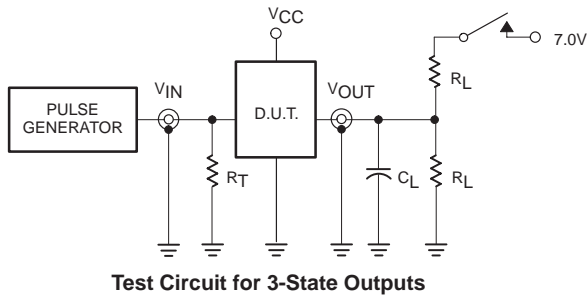 VCC
7.0V
RL
VIN
VOUT
PULSE
GENERATOR
D.U.T.
RT
CL
RL
Test Circuit for 3-State Outputs